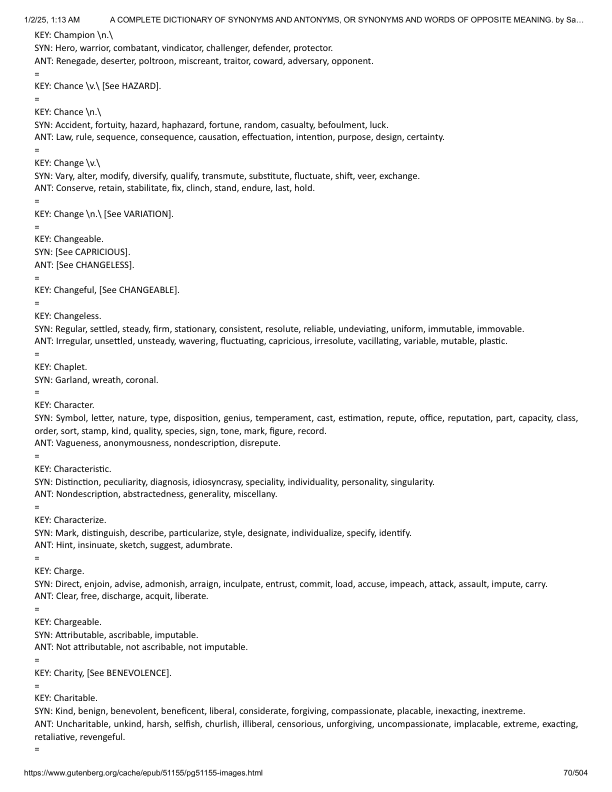 1/2/25, 1:13 AM A COMPLETE DICTIONARY OF SYNONYMS AND ANTONYMS, OR SYNONYMS AND WORDS OF OPPOSITE MEANING. by Sa…
KEY: Champion \n.\
SYN: Hero, warrior, combatant, vindicator, challenger, defender, protector.
ANT: Renegade, deserter, poltroon, miscreant, traitor, coward, adversary, opponent.
=
KEY: Chance \v.\ [See HAZARD].
=
KEY: Chance \n.\
SYN: Accident, fortuity, hazard, haphazard, fortune, random, casualty, befoulment, luck.
ANT: Law, rule, sequence, consequence, causation, effectuation, intention, purpose, design, certainty.
=
KEY: Change \v.\
SYN: Vary, alter, modify, diversify, qualify, transmute, substitute, fluctuate, shift, veer, exchange.
ANT: Conserve, retain, stabilitate, fix, clinch, stand, endure, last, hold.
=
KEY: Change \n.\ [See VARIATION].
=
KEY: Changeable.
SYN: [See CAPRICIOUS].
ANT: [See CHANGELESS].
=
KEY: Changeful, [See CHANGEABLE].
=
KEY: Changeless.
SYN: Regular, settled, steady, firm, stationary, consistent, resolute, reliable, undeviating, uniform, immutable, immovable.
ANT: Irregular, unsettled, unsteady, wavering, fluctuating, capricious, irresolute, vacillating, variable, mutable, plastic.
=
KEY: Chaplet.
SYN: Garland, wreath, coronal.
=
KEY: Character.
SYN: Symbol, letter, nature, type, disposition, genius, temperament, cast, estimation, repute, office, reputation, part, capacity, class,
order, sort, stamp, kind, quality, species, sign, tone, mark, figure, record.
ANT: Vagueness, anonymousness, nondescription, disrepute.
=
KEY: Characteristic.
SYN: Distinction, peculiarity, diagnosis, idiosyncrasy, speciality, individuality, personality, singularity.
ANT: Nondescription, abstractedness, generality, miscellany.
=
KEY: Characterize.
SYN: Mark, distinguish, describe, particularize, style, designate, individualize, specify, identify.
ANT: Hint, insinuate, sketch, suggest, adumbrate.
=
KEY: Charge.
SYN: Direct, enjoin, advise, admonish, arraign, inculpate, entrust, commit, load, accuse, impeach, attack, assault, impute, carry.
ANT: Clear, free, discharge, acquit, liberate.
=
KEY: Chargeable.
SYN: Attributable, ascribable, imputable.
ANT: Not attributable, not ascribable, not imputable.
=
KEY: Charity, [See BENEVOLENCE].
=
KEY: Charitable.
SYN: Kind, benign, benevolent, beneficent, liberal, considerate, forgiving, compassionate, placable, inexacting, inextreme.
ANT: Uncharitable, unkind, harsh, selfish, churlish, illiberal, censorious, unforgiving, uncompassionate, implacable, extreme, exacting,
retaliative, revengeful.
=
https://www.gutenberg.org/cache/epub/51155/pg51155-images.html 70/504